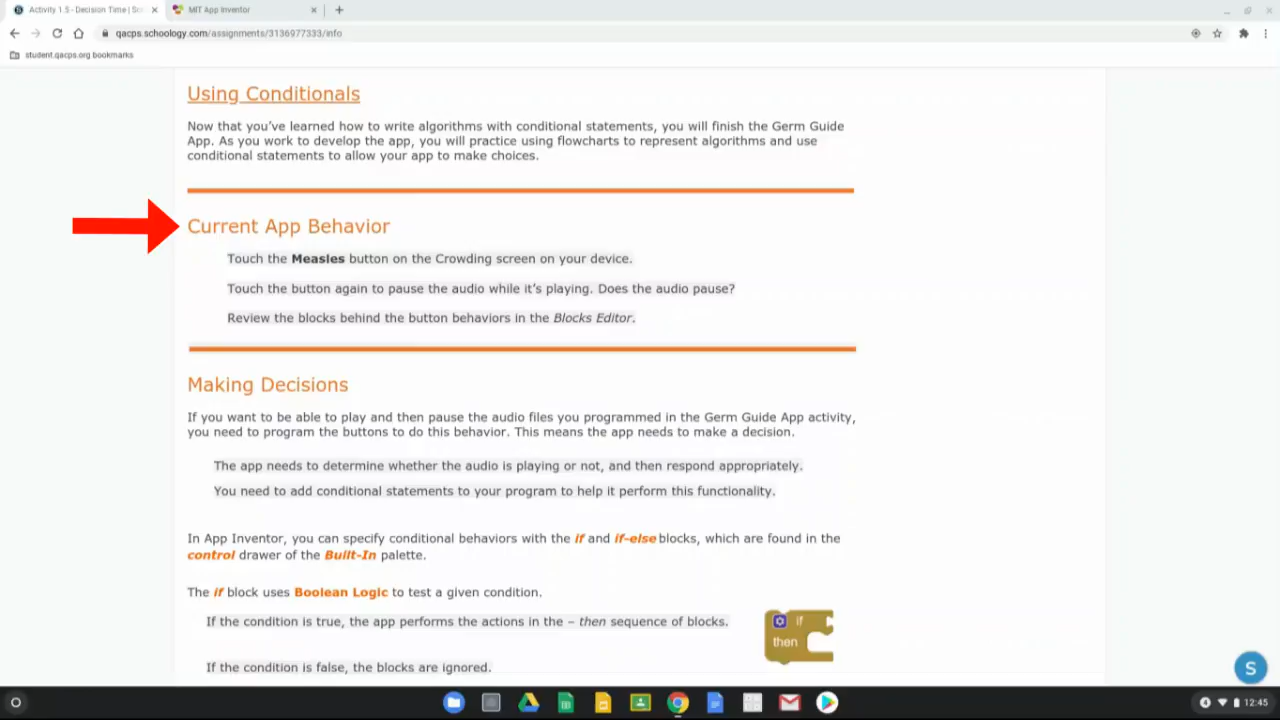 Activity 1.5 - Decision Time | Sc
MIT App Inventor
qacps.schoology.com/assignments/3136977333/info
student.qacps.org bookmarks
Using Conditionals
Now that you've learned how to write algorithms with conditional statements, you will finish the Germ Guide
App. As you work to develop the app, you will practice using flowcharts to represent algorithms and use
conditional statements to allow your app to make choices.
Current App Behavior
Touch the Measles button on the Crowding screen on your device.
Touch the button again to pause the audio while it's playing. Does the audio pause?
Review the blocks behind the button behaviors in the Blocks Editor.
Making Decisions
If you want to be able to play and then pause the audio files you programmed in the Germ Guide App activity,
you need to program the buttons to do this behavior. This means the app needs to make a decision.
The app needs to determine whether the audio is playing or not, and then respond appropriately.
You need to add conditional statements to your program to help it perform this functionality.
In App Inventor, you can specify conditional behaviors with the if and if-else blocks, which are found in the
control drawer of the Built-In palette.
The if block uses Boolean Logic to test a given condition.
If the condition is true, the app performs the actions in the – then sequence of blocks.
if
then
If the condition is false, the blocks are ignored.
S
12:45